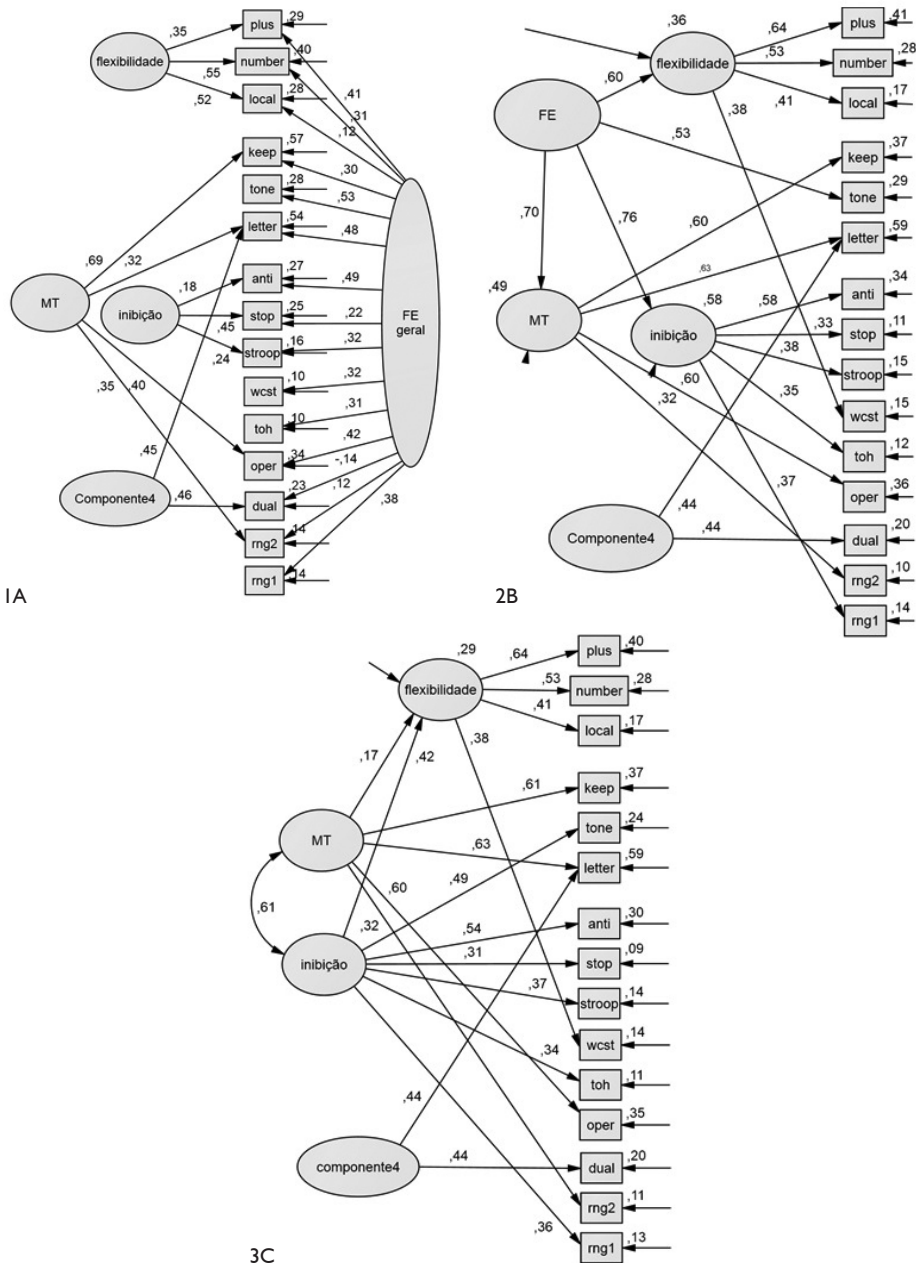 ,35
,29
plus
flexibilidade
,40
number
,55
,52
,28
local
,41
,31
,12
,57
keep
,30
,28
tone
,53
,54
letter
,48
,69
,32
,27
anti
,49
,18
MT
inibição
,25
stop
,22
FE
geral
,45
,16
stroop
,32
,24
,10
wcst
,32
,35
,40
,10
toh
,31
,42
,34
oper
-,14
,45
,12
,38
Componente4
,46
,23
dual
,14
rng2
,14
rng1
1A
,36
,64
plus
,41
flexibilidade
,53
number
,28
,60
,41
local
,17
FE
,38
,53
keep
,37
tone
,29
,70
,76
,60
letter
,59
,63
,49
anti
,34
MT
,58
,58
inibição
,33
stop
,11
,38
stroop
,15
,60
,32
,35
wcst
,15
toh
,12
,37
oper
,36
,44
Componente4
,44
dual
,20
rng2
,10
rng1
,14
2B
,29
,64
plus
,40
flexibilidade
,53
number
,28
,41
local
,17
,17
,42
,38
,61
keep
,37
MT
tone
,24
,63
letter
,59
,49
,60
,61
,32
,54
anti
,30
inibição
,31
stop
,09
,37
stroop
,14
wcst
,14
,34
toh
,11
,44
oper
,35
componente4
,44
dual
,20
rng2
,11
,36
rng1
,13
3C